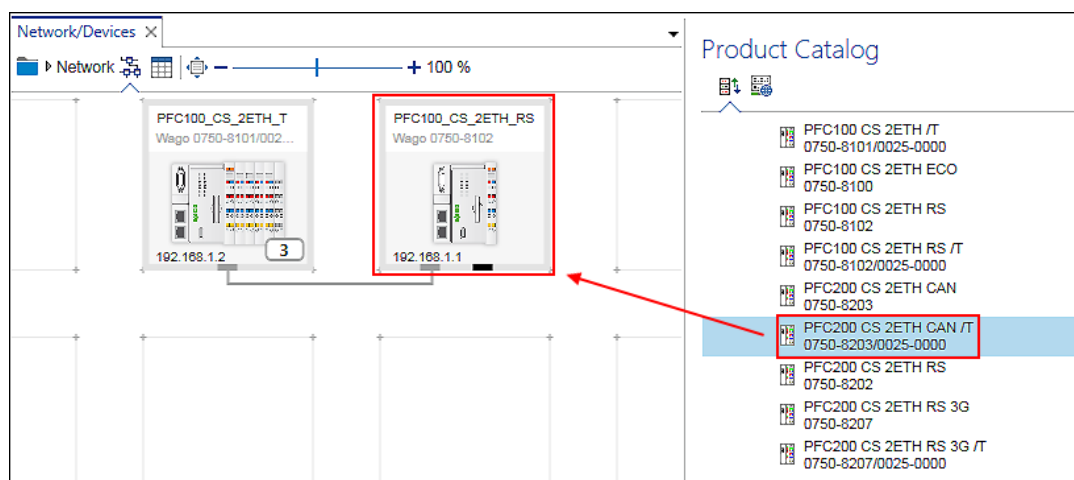 Network/Devices
Network
100 %
PFC100_CS_2ETH_T
Wago 0750-8101/002...
192.168.1.2
3
PFC100_CS_2ETH_RS
Wago 0750-8102
192.168.1.1
Product Catalog
PFC100 CS 2ETH /T
0750-8101/0025-0000
PFC100 CS 2ETH ECO
0750-8100
PFC100 CS 2ETH RS
0750-8102
PFC100 CS 2ETH RS /T
0750-8102/0025-0000
PFC200 CS 2ETH CAN
0750-8203
PFC200 CS 2ETH CAN /T
0750-8203/0025-0000
PFC200 CS 2ETH RS
0750-8202
PFC200 CS 2ETH RS 3G
0750-8207
PFC200 CS 2ETH RS 3G /T
0750-8207/0025-0000